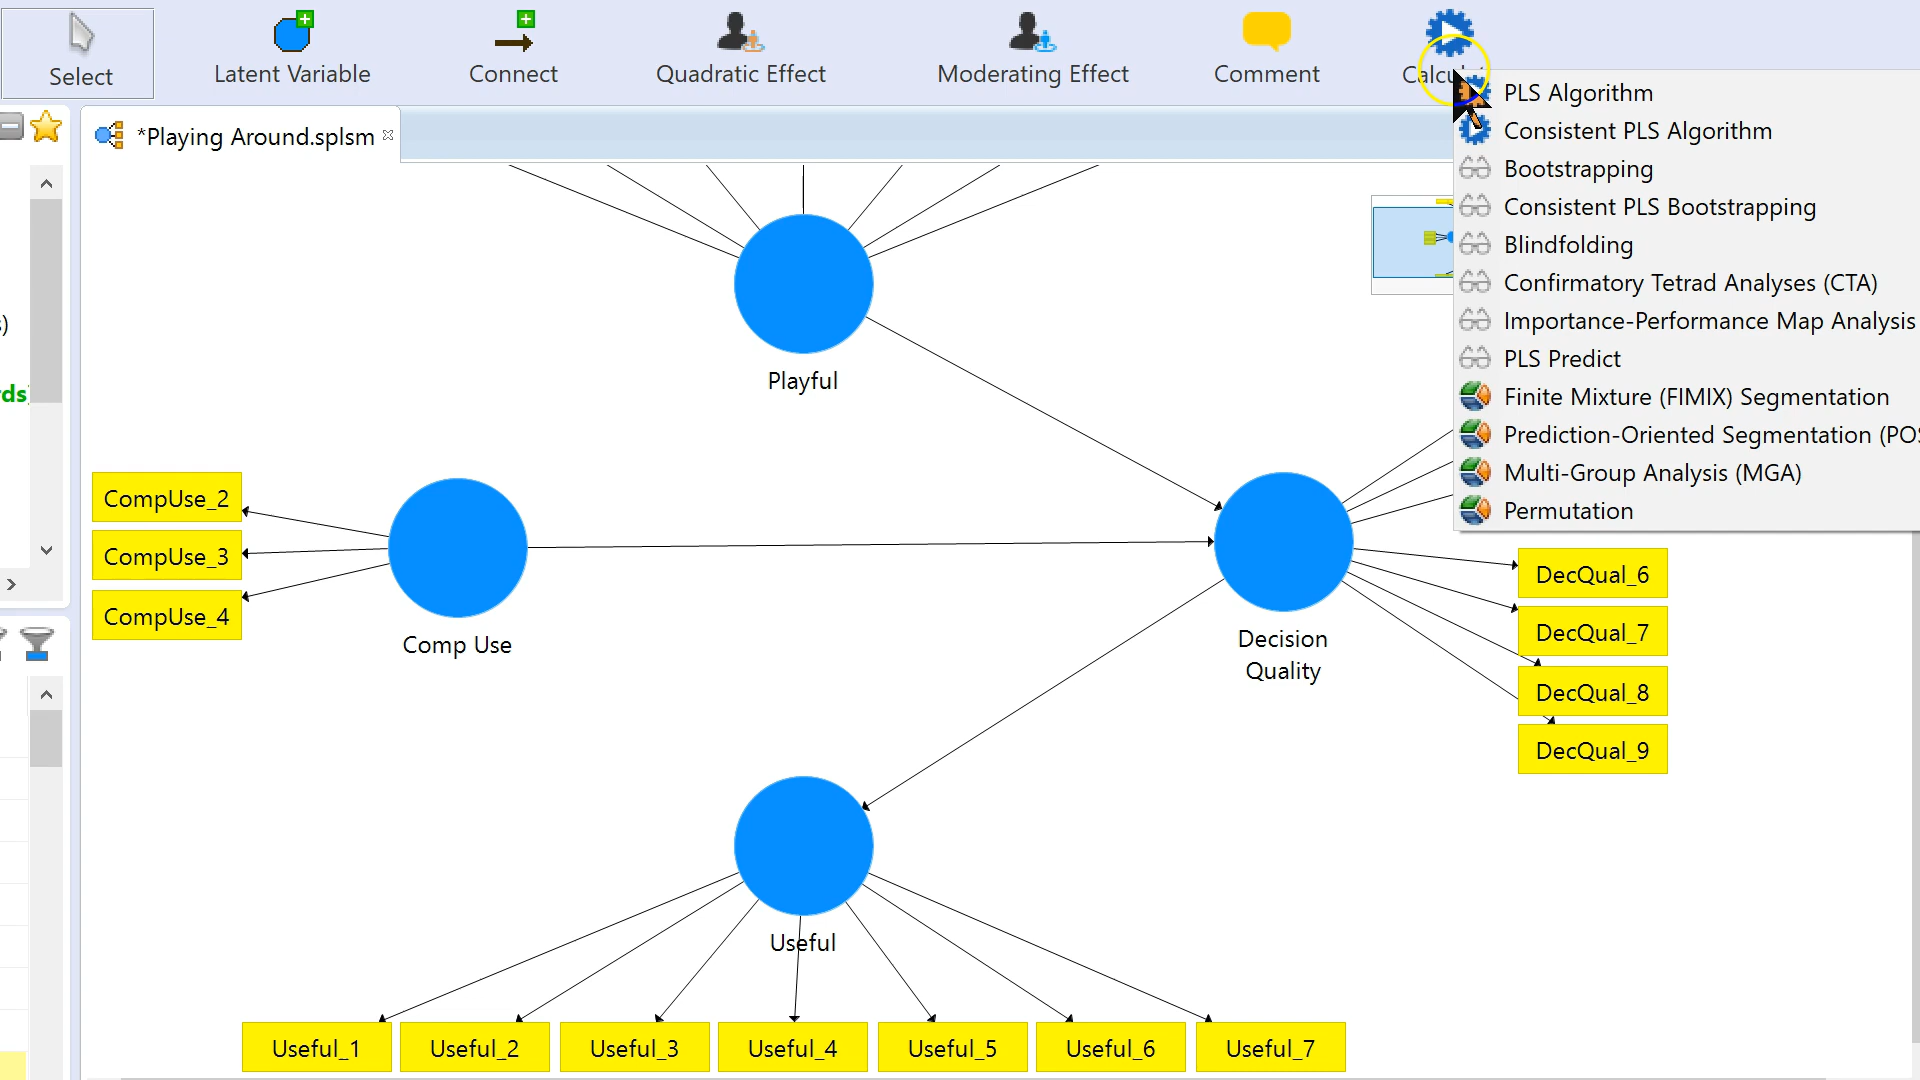 Select
Latent Variable
Connect
Quadratic Effect
Moderating Effect
Comment
*Playing Around.splsm
PLS Algorithm
Consistent PLS Algorithm
Bootstrapping
Consistent PLS Bootstrapping
Blindfolding
Confirmatory Tetrad Analyses (CTA)
Importance-Performance Map Analysis
PLS Predict
Finite Mixture (FIMIX) Segmentation
Prediction-Oriented Segmentation
Multi-Group Analysis (MGA)
Permutation
Playful
CompUse_2
CompUse_3
CompUse_4
Comp Use
Decision
Quality
DecQual_6
DecQual_7
DecQual_8
DecQual_9
Useful
Useful_1
Useful_2
Useful_3
Useful_4
Useful_5
Useful_6
Useful_7